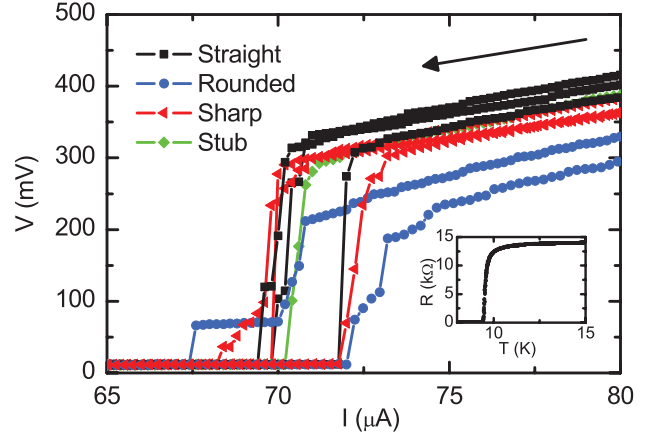 500
400
300
200
100
0
V (mV)
Straight
Rounded
Sharp
Stub
15
10
5
0
R (kΩ)
10 15
T (K)
65 70 75 80
I (μA)